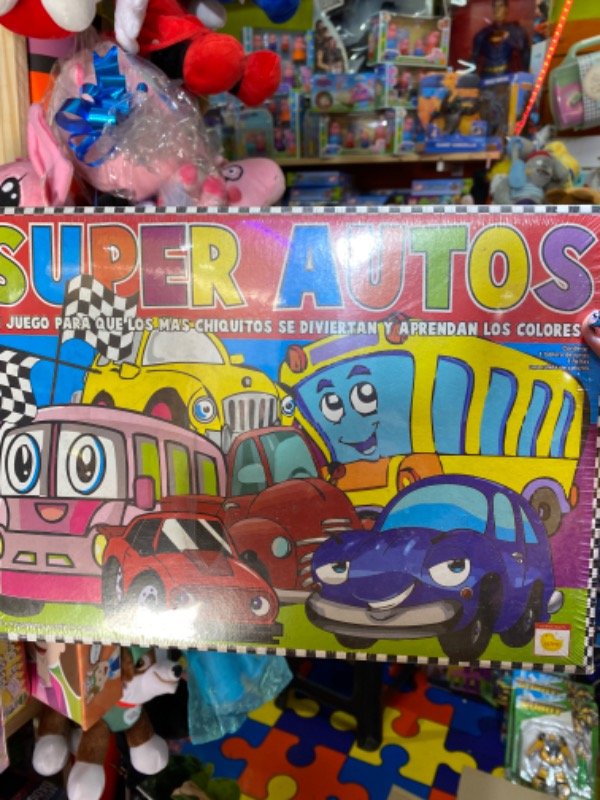 SUPER AUTOS
JUEGO PARA QUE LOS MAS CHIQUITOS SE DIVIERTAN Y APRENDAN LOS COLORES